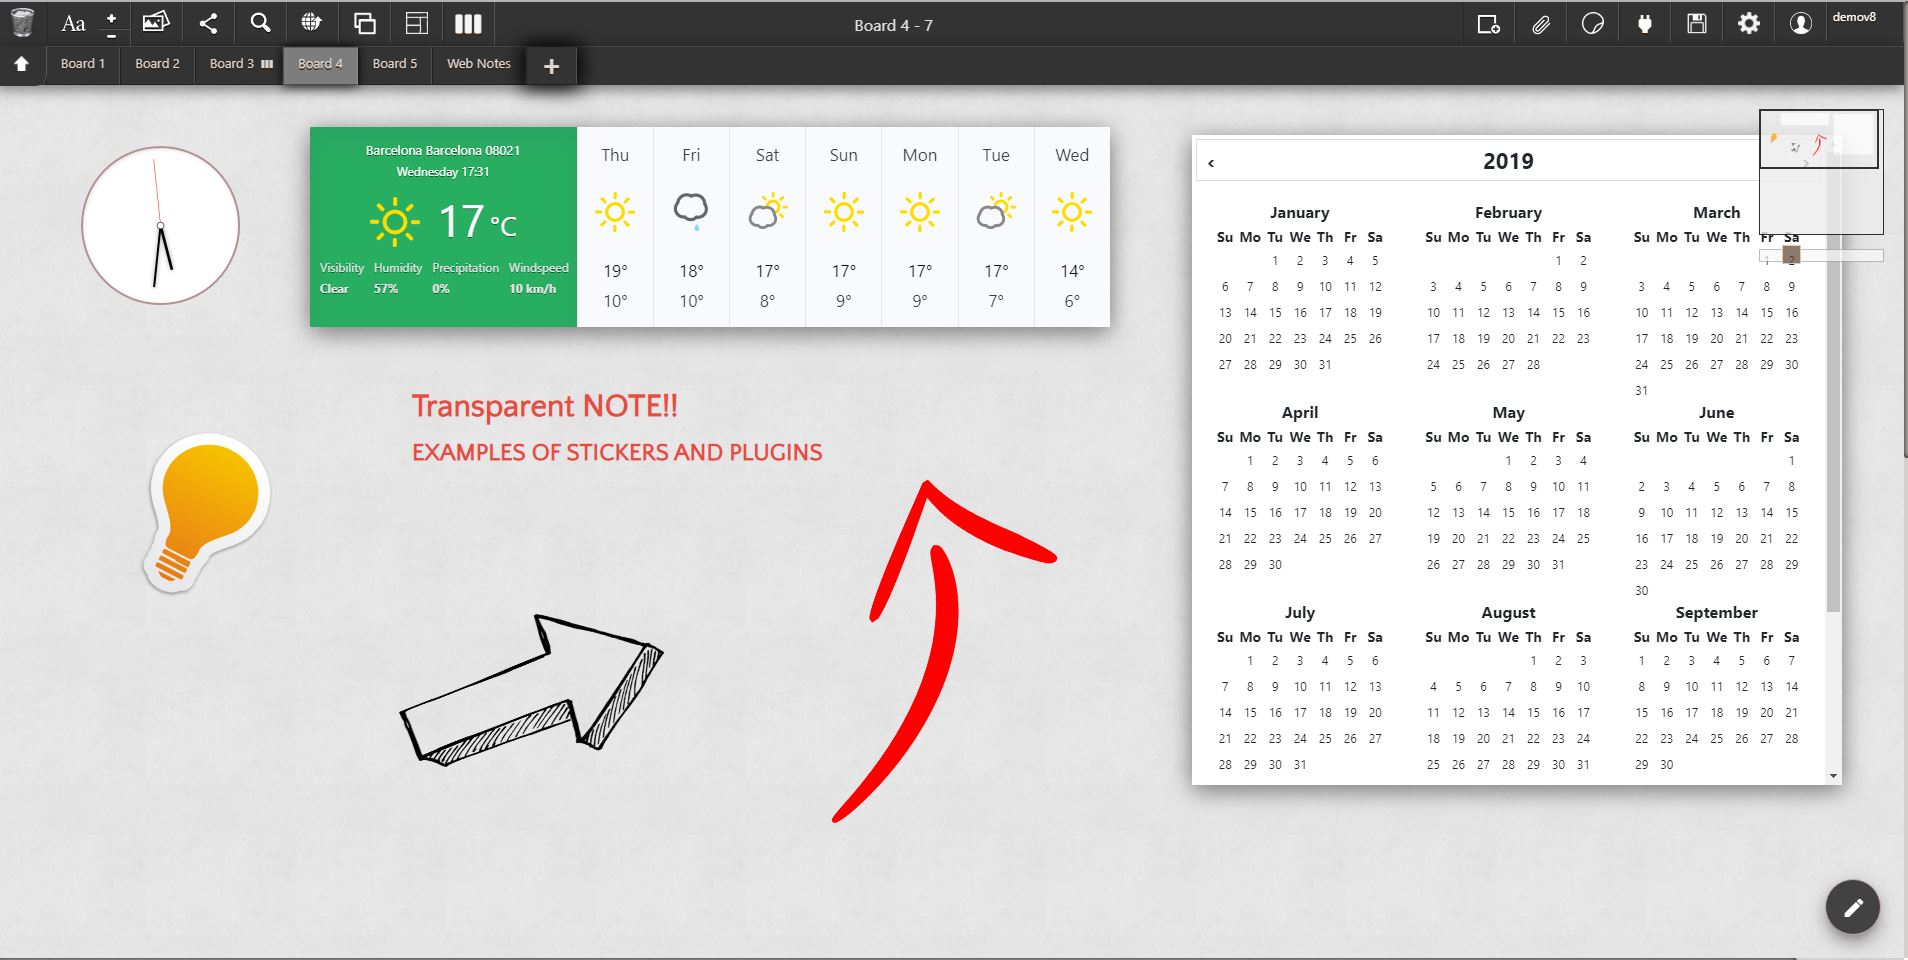 Aa
Board 4 - 7
demov8
Board 1
Board 2
Board 3
Board 4
Board 5
Web Notes
Barcelona Barcelona 08021
Wednesday 17:31
17 °C
Visibility Humidity Precipitation Windspeed
Clear 57% 0% 10 km/h
Thu Fri Sat Sun Mon Tue Wed
19° 18° 17° 17° 17° 17° 14°
10° 10° 8° 9° 9° 7° 6°
Transparent NOTE!!
EXAMPLES OF STICKERS AND PLUGINS
2019
January
Su Mo Tu We Th Fr Sa
1 2 3 4 5
6 7 8 9 10 11 12
13 14 15 16 17 18 19
20 21 22 23 24 25 26
27 28 29 30 31
February
Su Mo Tu We Th Fr Sa
1 2
3 4 5 6 7 8 9
10 11 12 13 14 15 16
17 18 19 20 21 22 23
24 25 26 27 28
March
Su Mo Tu We Th Fr Sa
1 2
3 4 5 6 7 8 9
10 11 12 13 14 15 16
17 18 19 20 21 22 23
24 25 26 27 28 29 30
31
April
Su Mo Tu We Th Fr Sa
1 2 3 4 5 6
7 8 9 10 11 12 13
14 15 16 17 18 19 20
21 22 23 24 25 26 27
28 29 30
May
Su Mo Tu We Th Fr Sa
1 2 3 4
5 6 7 8 9 10 11
12 13 14 15 16 17 18
19 20 21 22 23 24 25
26 27 28 29 30 31
June
Su Mo Tu We Th Fr Sa
1
2 3 4 5 6 7 8
9 10 11 12 13 14 15
16 17 18 19 20 21 22
23 24 25 26 27 28 29
30
July
Su Mo Tu We Th Fr Sa
1 2 3 4 5 6
7 8 9 10 11 12 13
14 15 16 17 18 19 20
21 22 23 24 25 26 27
28 29 30 31
August
Su Mo Tu We Th Fr Sa
1 2 3
4 5 6 7 8 9 10
11 12 13 14 15 16 17
18 19 20 21 22 23 24
25 26 27 28 29 30 31
September
Su Mo Tu We Th Fr Sa
1 2 3 4 5 6 7
8 9 10 11 12 13 14
15 16 17 18 19 20 21
22 23 24 25 26 27 28
29 30